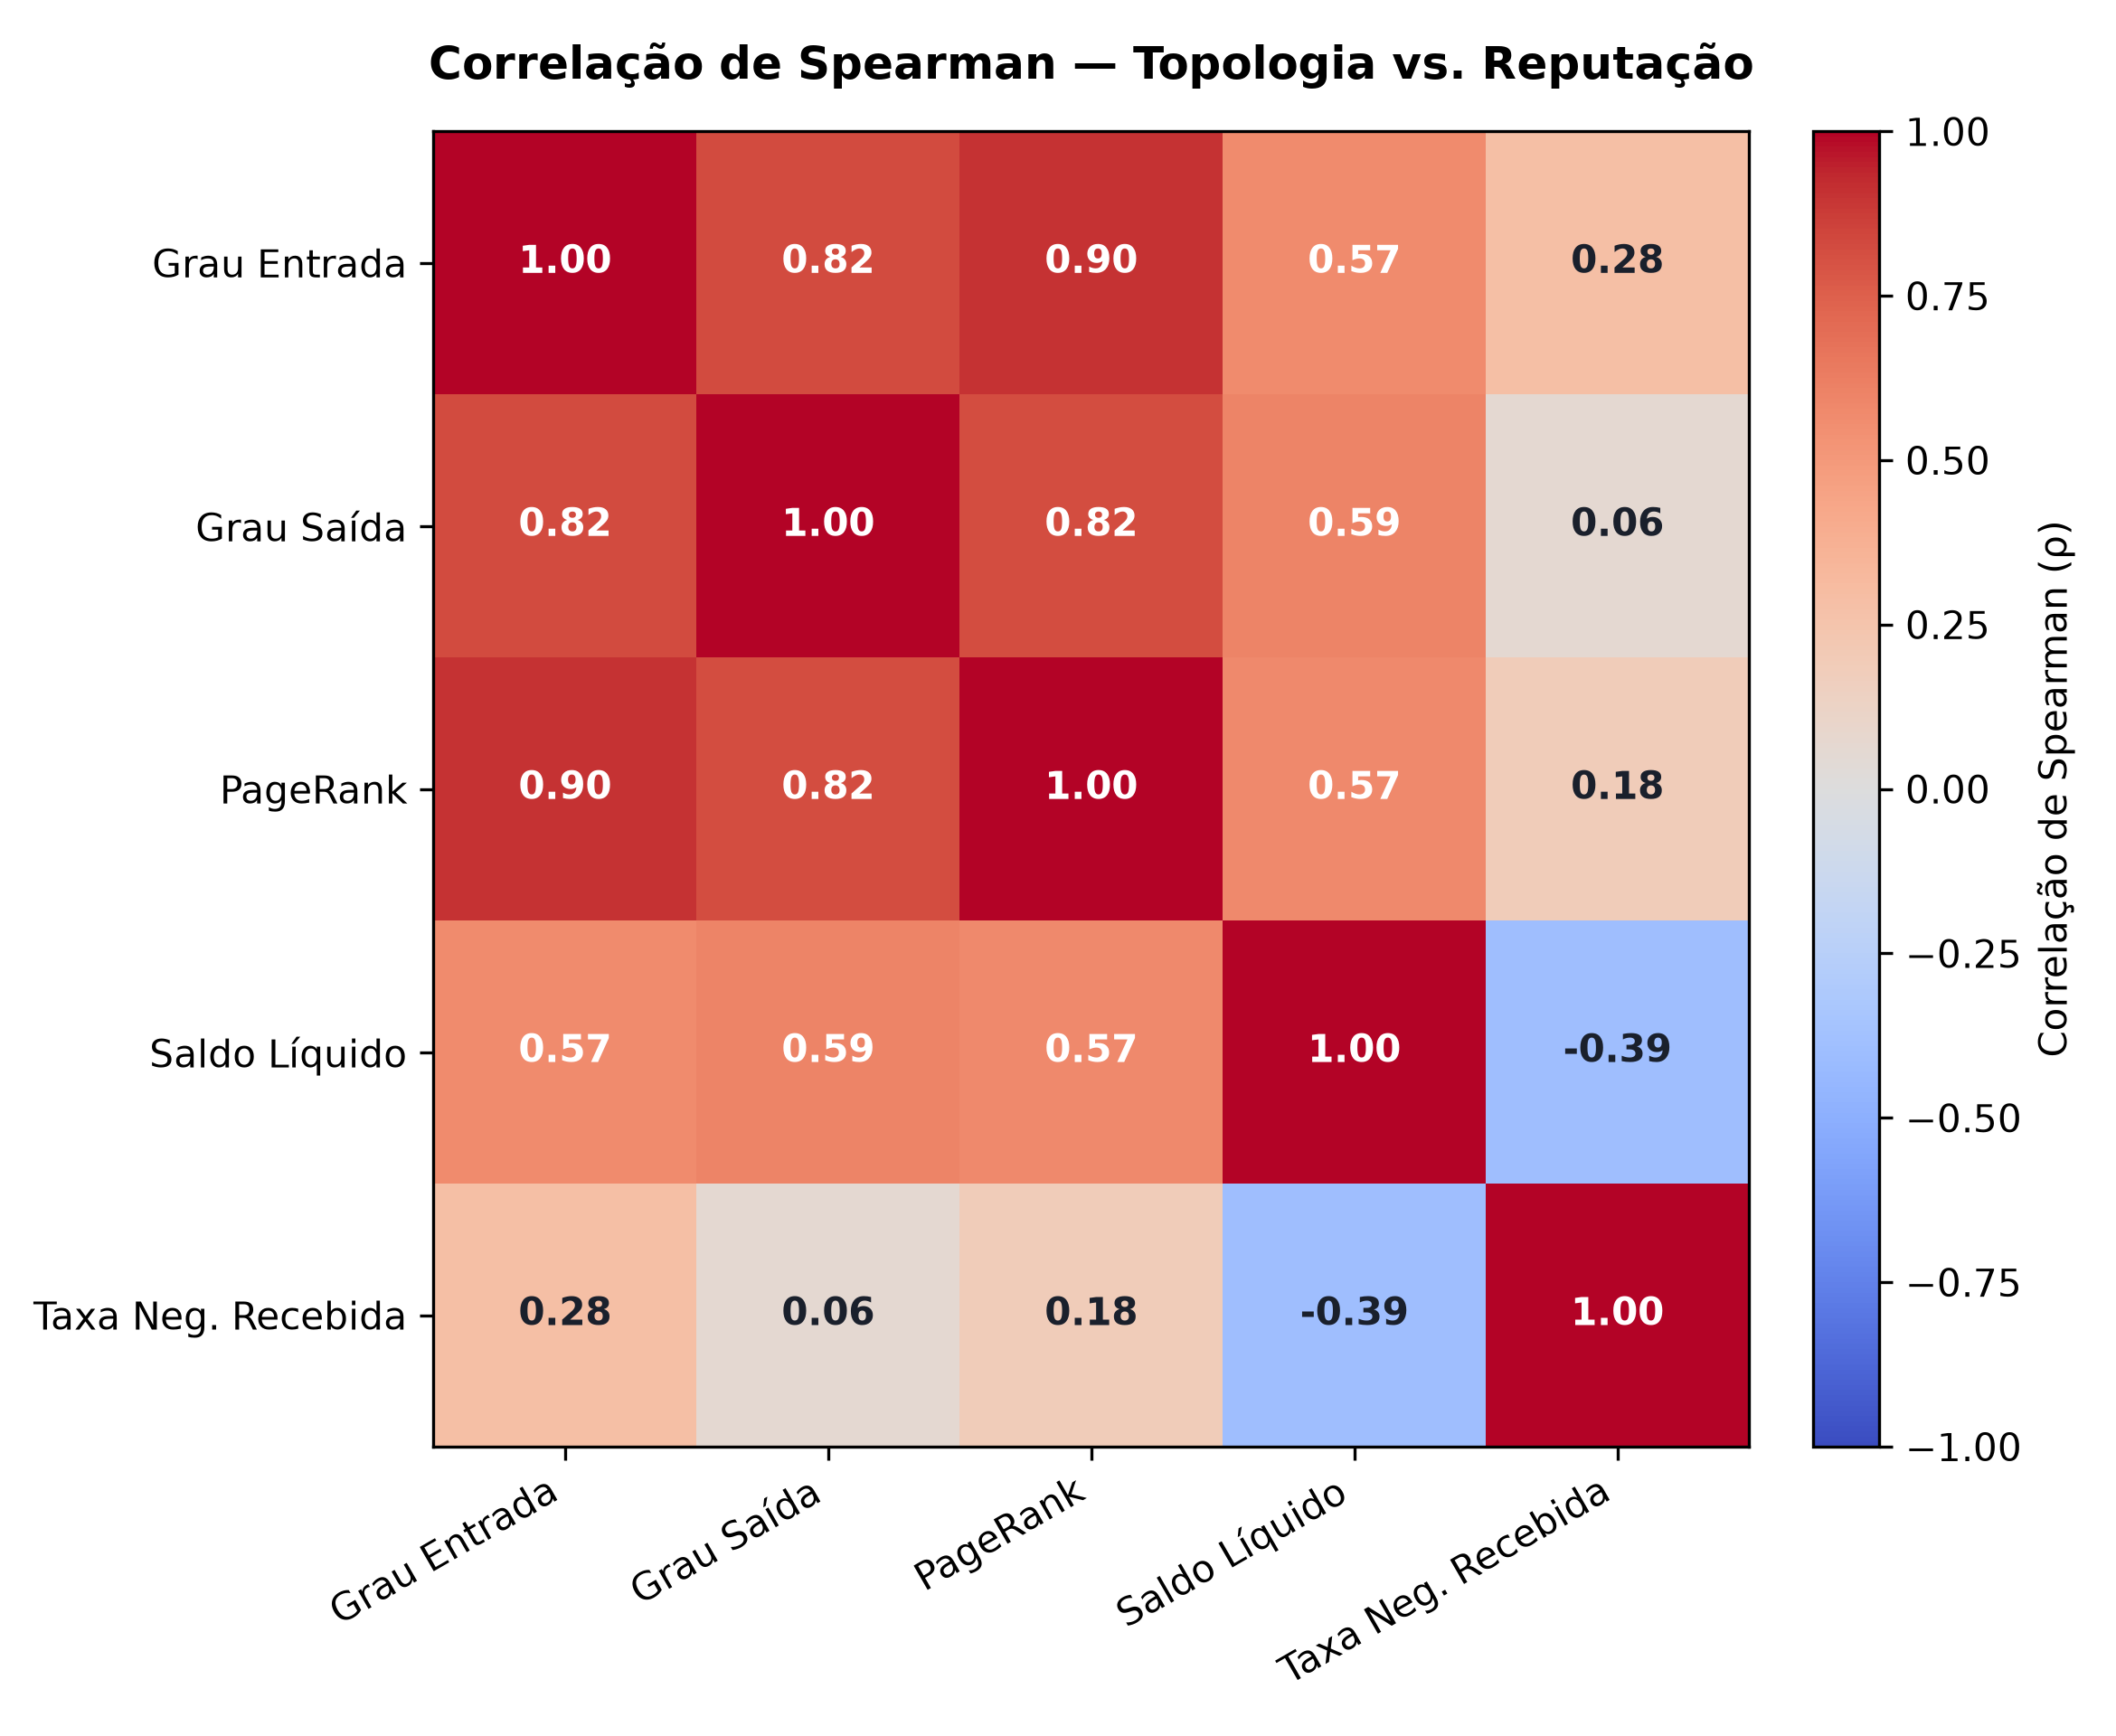 Correlação de Spearman — Topologia vs. Reputação
Grau Entrada
1.00 0.82 0.90 0.57 0.28
Grau Saída
0.82 1.00 0.82 0.59 0.06
PageRank
0.90 0.82 1.00 0.57 0.18
Saldo Líquido
0.57 0.59 0.57 1.00 -0.39
Taxa Neg. Recebida
0.28 0.06 0.18 -0.39 1.00
Grau Entrada
Grau Saída
PageRank
Saldo Líquido
Taxa Neg. Recebida
1.00
0.75
0.50
0.25
0.00
−0.25
−0.50
−0.75
−1.00
Correlação de Spearman (ρ)